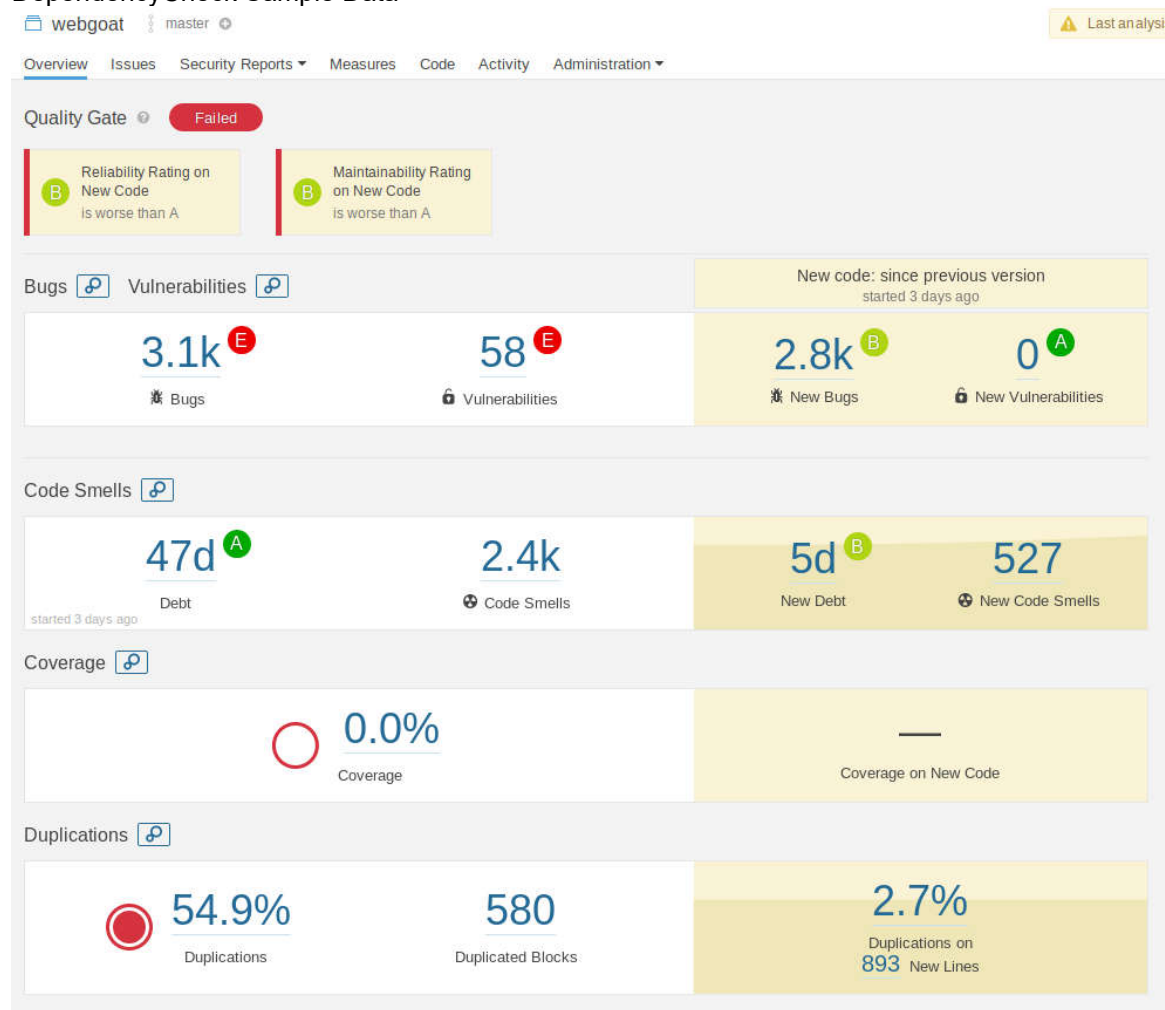 DependencyCheck Sample Data
webgoat master
Last analysi
Overview Issues Security Reports Measures Code Activity Administration
Quality Gate ? Failed
Reliability Rating on
B New Code
is worse than A
Maintainability Rating
B on New Code
is worse than A
Bugs Vulnerabilities
New code: since previous version
started 3 days ago
3.1k E 58 E 2.8k B 0 A
Bugs Vulnerabilities New Bugs New Vulnerabilities
Code Smells
47d A 2.4k 5d B 527
Debt Code Smells New Debt New Code Smells
started 3 days ago
Coverage
0.0% —
Coverage Coverage on New Code
Duplications
54.9% 580 2.7%
Duplications Duplicated Blocks Duplications on
893 New Lines